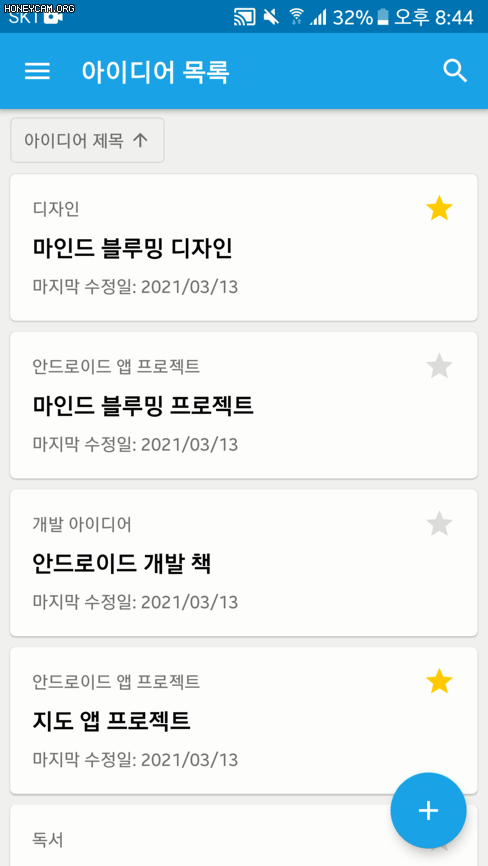 HONEYCAM.ORG
SKT 32% 오후 8:44
아이디어 목록
아이디어 제목
디자인
마인드 블루밍 디자인
마지막 수정일: 2021/03/13
안드로이드 앱 프로젝트
마인드 블루밍 프로젝트
마지막 수정일: 2021/03/13
개발 아이디어
안드로이드 개발 책
마지막 수정일: 2021/03/13
안드로이드 앱 프로젝트
지도 앱 프로젝트
마지막 수정일: 2021/03/13
독서